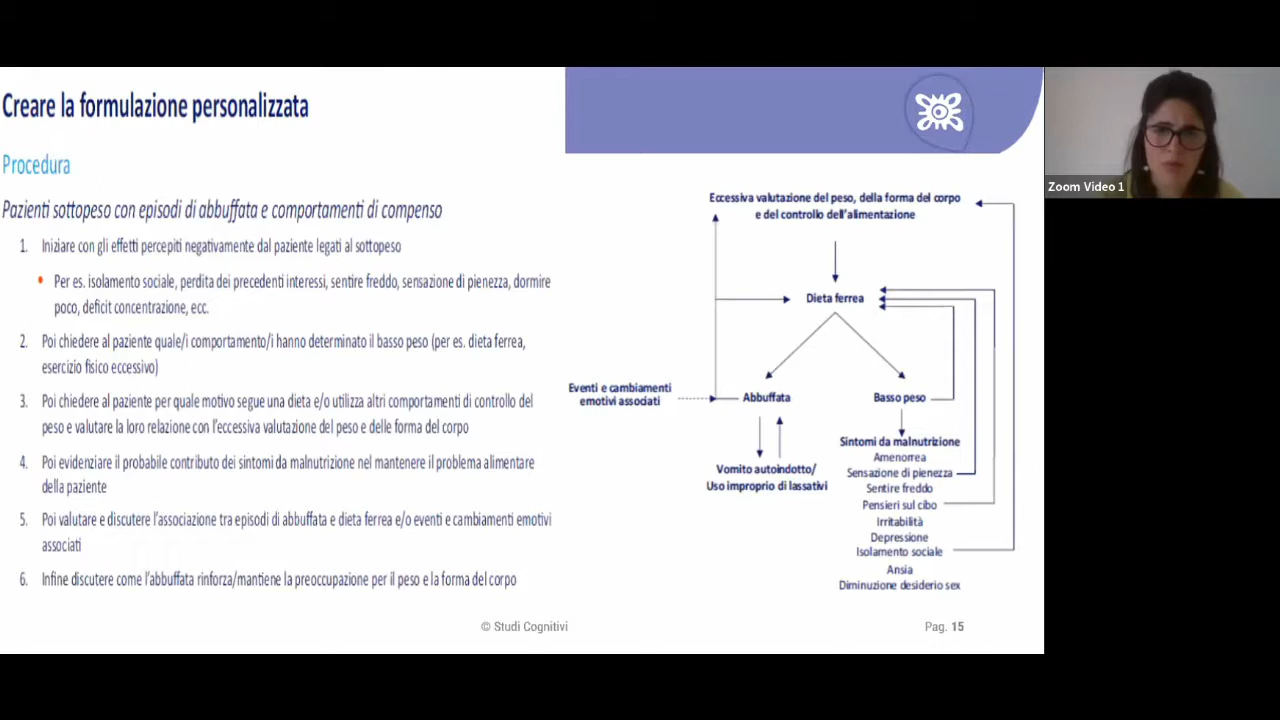 Creare la formulazione personalizzata
Procedura
Pazienti sottopeso con episodi di abbuffata e comportamenti di compenso
1. Iniziare con gli effetti percepiti negativamente dal paziente legati al sottopeso
• Per es. isolamento sociale, perdita dei precedenti interessi, sentire freddo, sensazione di pienezza, dormire
poco, deficit concentrazione, ecc.
2. Poi chiedere al paziente quale/i comportamento/i hanno determinato il basso peso (per es. dieta ferrea,
esercizio fisico eccessivo)
3. Poi chiedere al paziente per quale motivo segue una dieta e/o utilizza altri comportamenti di controllo del
peso e valutare la loro relazione con l'eccessiva valutazione del peso e delle forma del corpo
4. Poi evidenziare il probabile contributo dei sintomi da malnutrizione nel mantenere il problema alimentare
della paziente
5. Poi valutare e discutere l'associazione tra episodi di abbuffata e dieta ferrea e/o eventi e cambiamenti emotivi
associati
6. Infine discutere come l'abbuffata rinforza/mantiene la preoccupazione per il peso e la forma del corpo
Eccessiva valutazione del peso, della forma del corpo
e del controllo dell'alimentazione
Dieta ferrea
Eventi e cambiamenti
emotivi associati
Abbuffata
Basso peso
Vomito autoindotto/
Uso improprio di lassativi
Sintomi da malnutrizione
Amenorrea
Sensazione di pienezza
Sentire freddo
Pensieri sul cibo
Irritabilità
Depressione
Isolamento sociale
Ansia
Diminuzione desiderio sex
© Studi Cognitivi
Pag. 15
Zoom Video 1